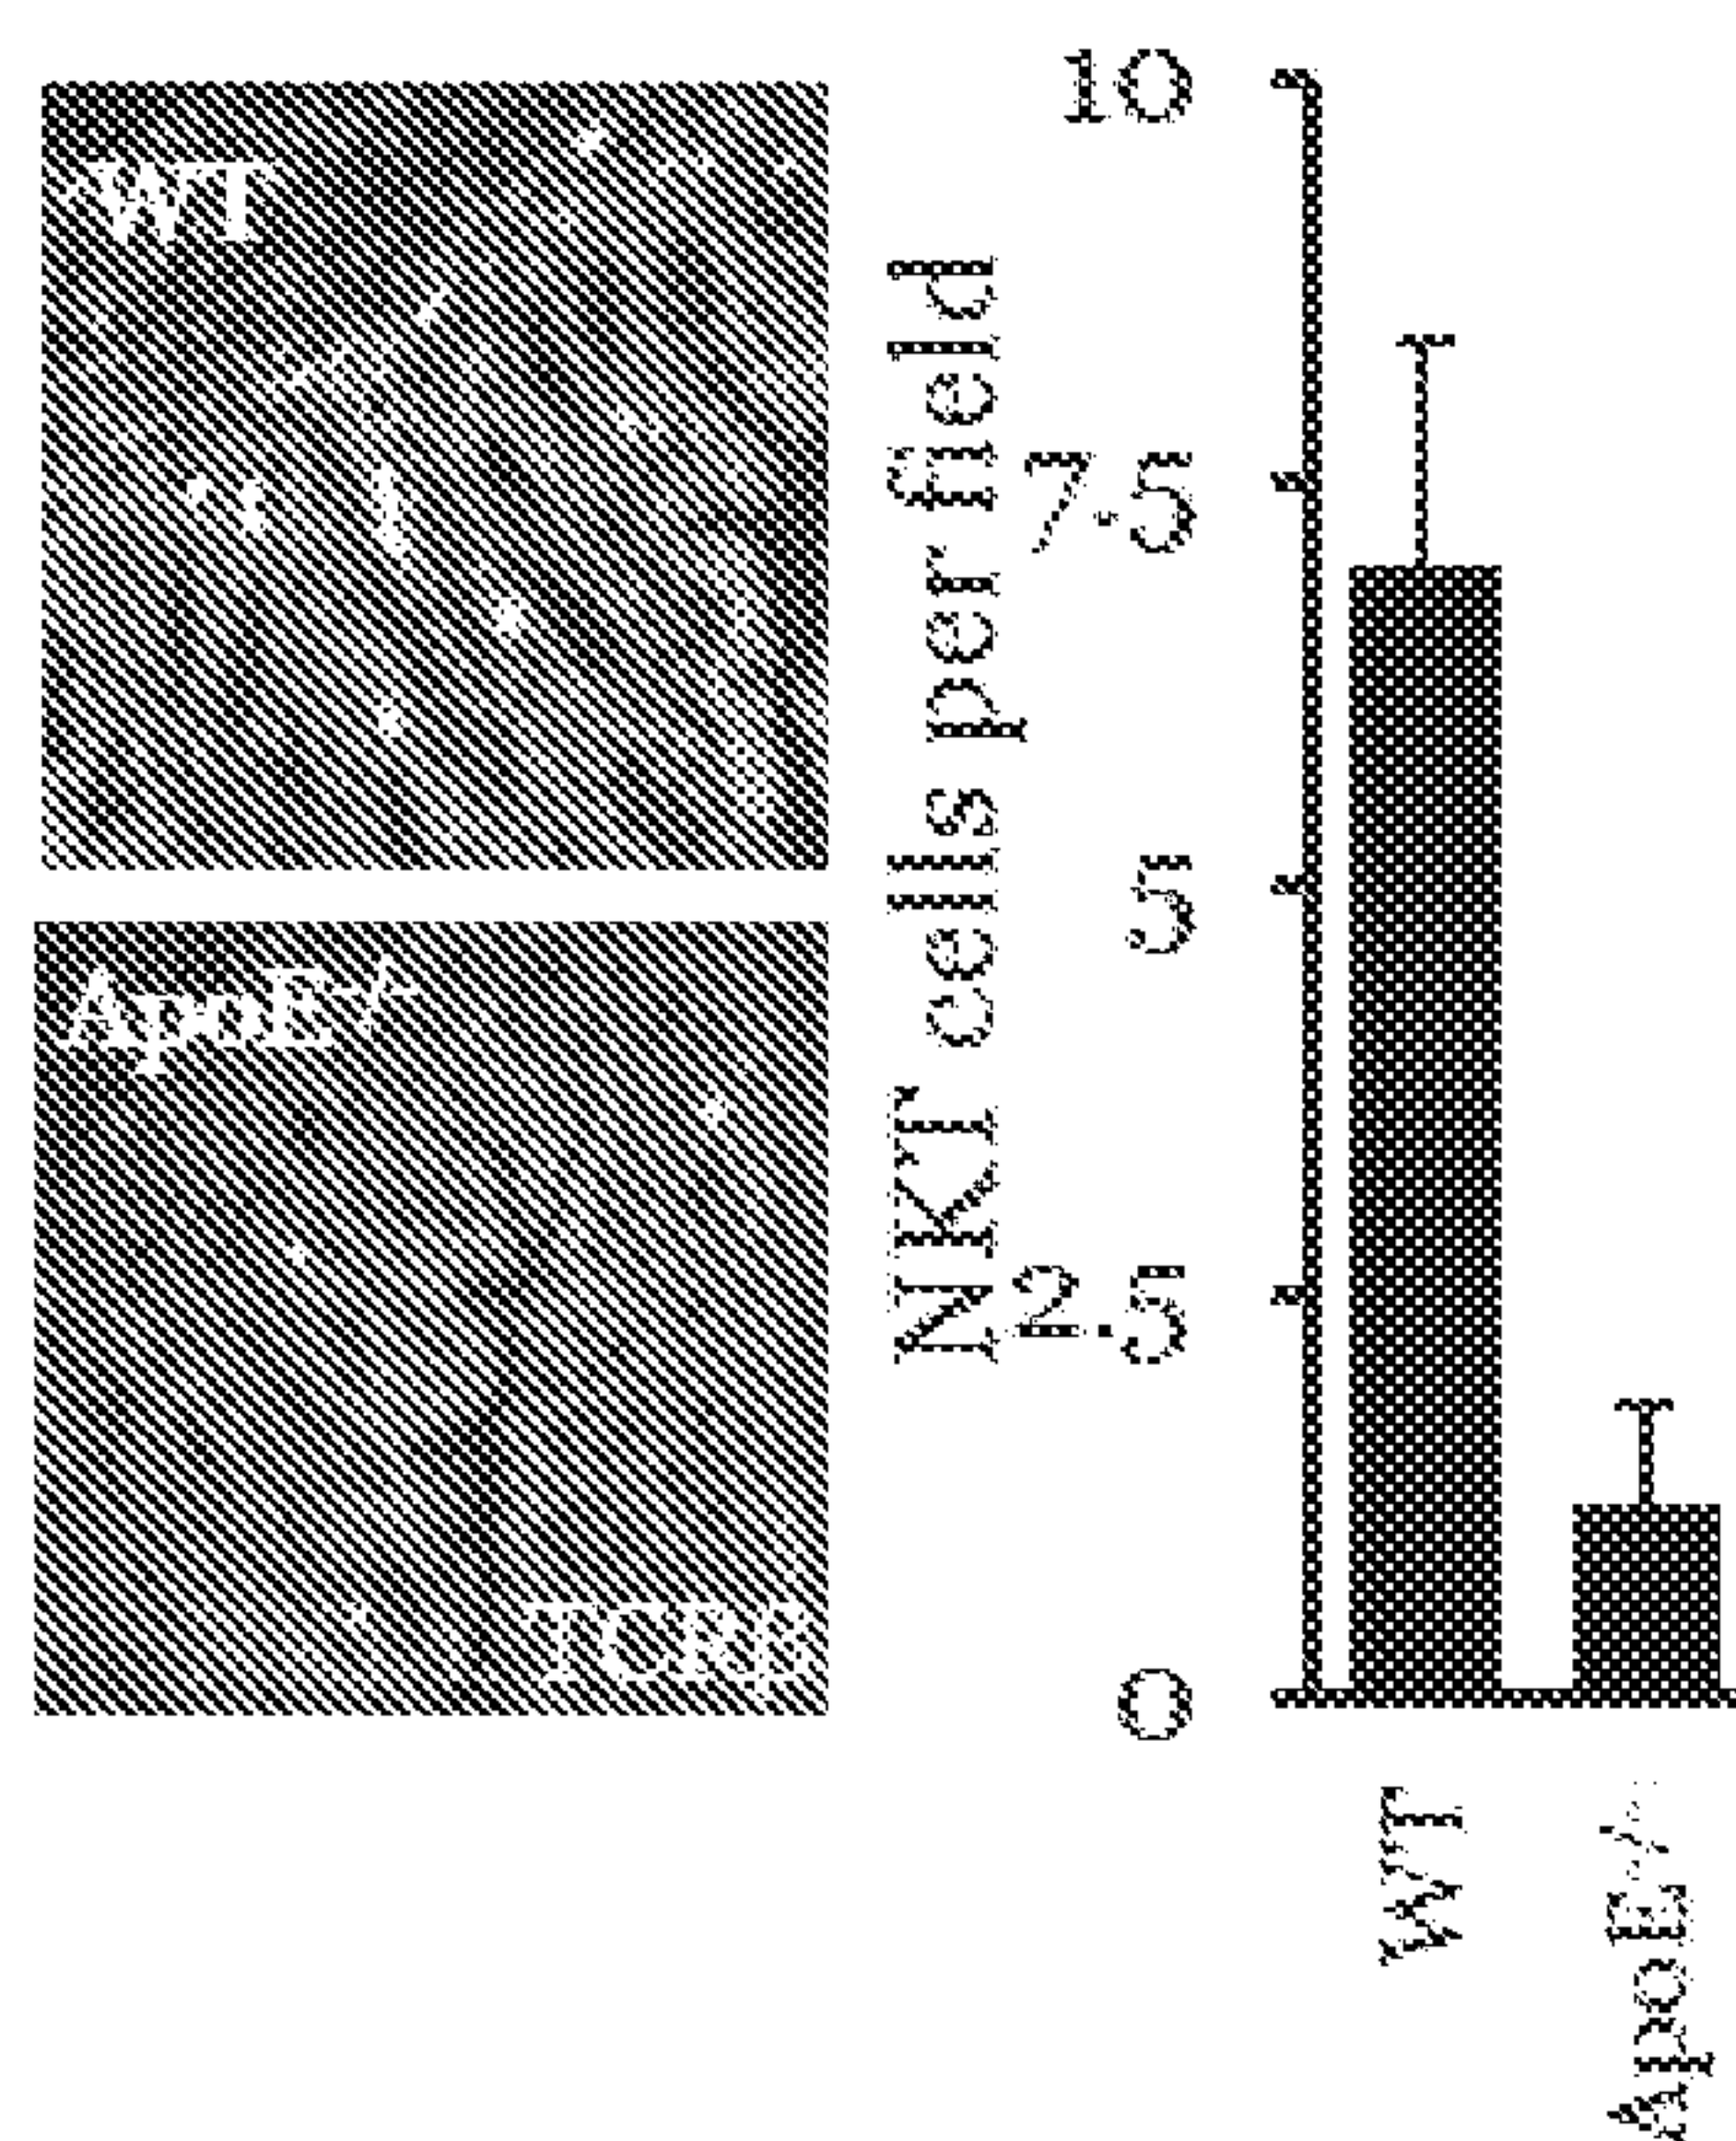 WT
ApoE-/-
TCRβ
NKT cells per field
10
7.5
5
2.5
0
WT
ApoE-/-